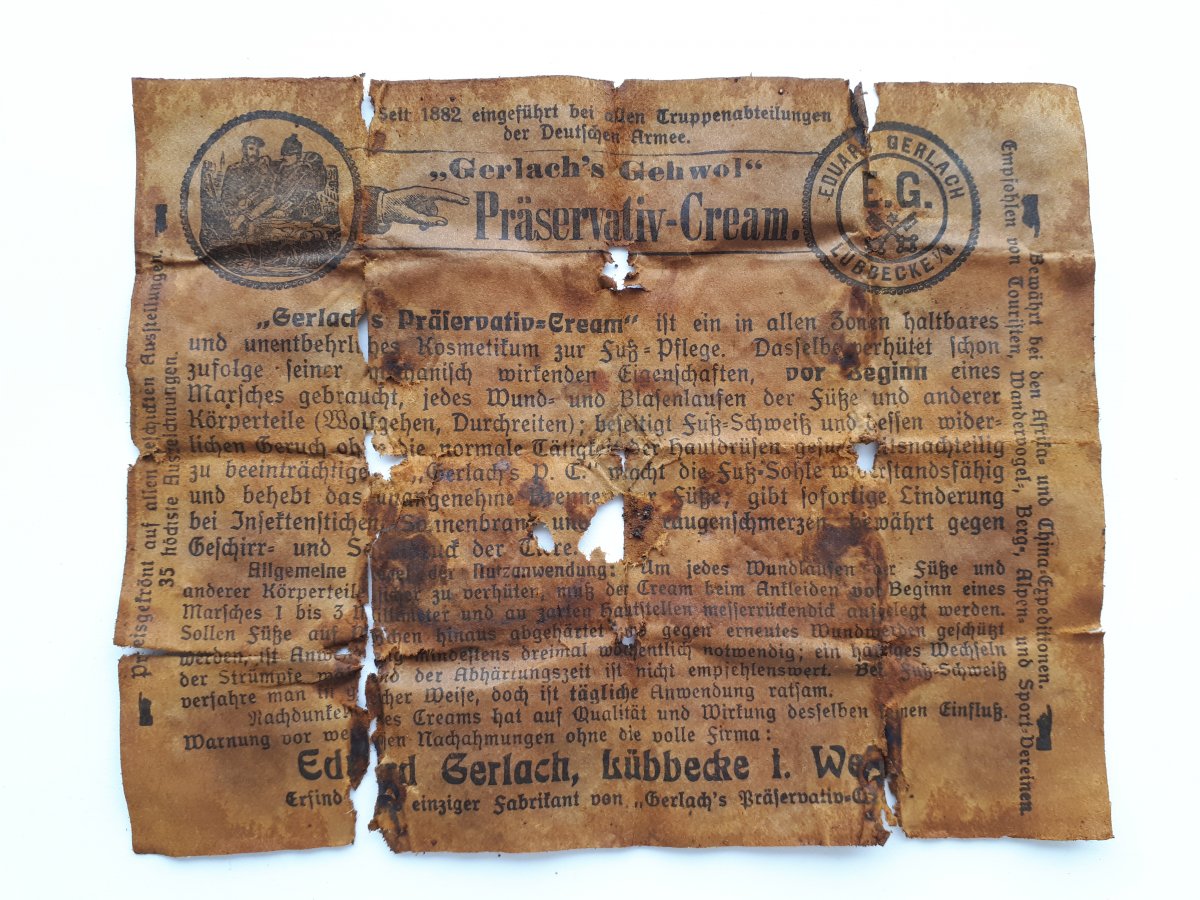 Seit 1882 eingeführt bei allen Truppenabteilungen
der Deutschen Armee.
„Gerlach's Gehwol“
Präservativ-Cream.
EDUARD GERLACH
E.G.
LÜBBECKE i/W
„Gerlach's Präservativ-Cream“ ist ein in allen Zonen haltbares
und unentbehrliches Kosmetikum zur Fuß-Pflege. Dasselbe verhütet schon
zufolge seiner mechanisch wirkenden Eigenschaften, vor Beginn eines
Marsches gebraucht, jedes Wund- und Blasenlaufen der Füße und anderer
Körperteile (Wolfgehen, Durchreiten); beseitigt Fuß-Schweiß und dessen wider-
lichen Geruch ohne die normale Tätigkeit der Hautdrüsen gesundheitsnachteilig
zu beeinträchtigen. „Gerlach's P. C.“ macht die Fuß-Sohle widerstandsfähig
und behebt das unangenehme Brennen der Füße, gibt sofortige Linderung
bei Insektenstichen, Sonnenbrand und raugenschmerzen, bewährt gegen
Geschirr- und Satteldruck der Tiere.
Allgemeine Regel der Nutzanwendung: Um jedes Wundlaufen der Füße und
anderer Körperteile sicher zu verhüten, muß der Cream beim Ankleiden vor Beginn eines
Marsches 1 bis 3 Millimeter und an zarten Hautstellen messerrückendick aufgelegt werden.
Sollen Füße auf Wochen hinaus abgehärtet und gegen erneutes Wundwerden geschützt
werden, ist Anwendung mindestens dreimal wöchentlich notwendig; ein häufiges Wechseln
der Strümpfe während der Abhärtungszeit ist nicht empfehlenswert. Bei Fuß-Schweiß
verfahre man in gleicher Weise, doch ist tägliche Anwendung ratsam.
Nachdunkeln des Creams hat auf Qualität und Wirkung desselben keinen Einfluß.
Warnung vor wertlosen Nachahmungen ohne die volle Firma:
Eduard Gerlach, Lübbecke i. We
Erfind einziger Fabrikant von „Gerlach's Präservativ-C
Preisgekrönt auf allen beschickten Ausstellungen.
35 höchste Auszeichnungen.
Bewährt bei den Afrika- und China-Expeditionen.
Empfohlen von Touristen, Wandervogel, Berg-, Alpen- und Sport-Vereinen